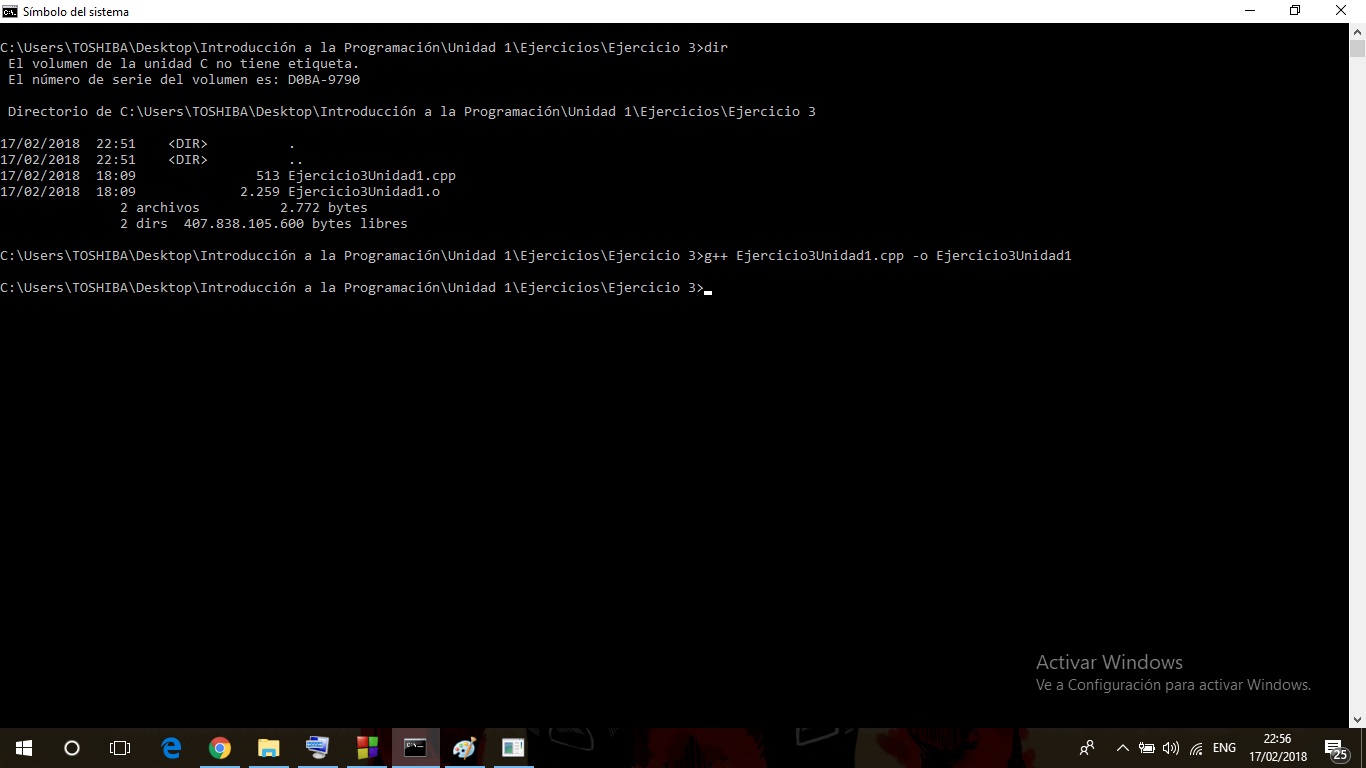 Símbolo del sistema
C:\Users\TOSHIBA\Desktop\Introducción a la Programación\Unidad 1\Ejercicios\Ejercicio 3>dir
El volumen de la unidad C no tiene etiqueta.
El número de serie del volumen es: D0BA-9790
Directorio de C:\Users\TOSHIBA\Desktop\Introducción a la Programación\Unidad 1\Ejercicios\Ejercicio 3
17/02/2018  22:51    <DIR>          .
17/02/2018  22:51    <DIR>          ..
17/02/2018  18:09               513 Ejercicio3Unidad1.cpp
17/02/2018  18:09             2.259 Ejercicio3Unidad1.o
2 archivos          2.772 bytes
2 dirs  407.838.105.600 bytes libres
C:\Users\TOSHIBA\Desktop\Introducción a la Programación\Unidad 1\Ejercicios\Ejercicio 3>g++ Ejercicio3Unidad1.cpp -o Ejercicio3Unidad1
C:\Users\TOSHIBA\Desktop\Introducción a la Programación\Unidad 1\Ejercicios\Ejercicio 3>
Activar Windows
Ve a Configuración para activar Windows.
ENG
22:56
17/02/2018
25